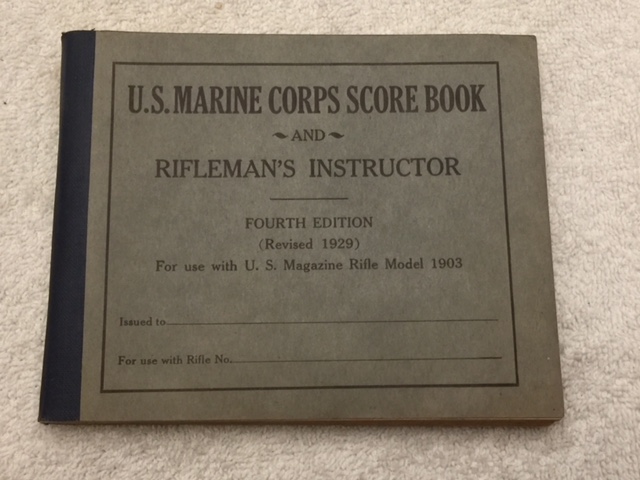 U.S. MARINE CORPS SCORE BOOK
AND
RIFLEMAN'S INSTRUCTOR
FOURTH EDITION
(Revised 1929)
For use with U. S. Magazine Rifle Model 1903
Issued to
For use with Rifle No.